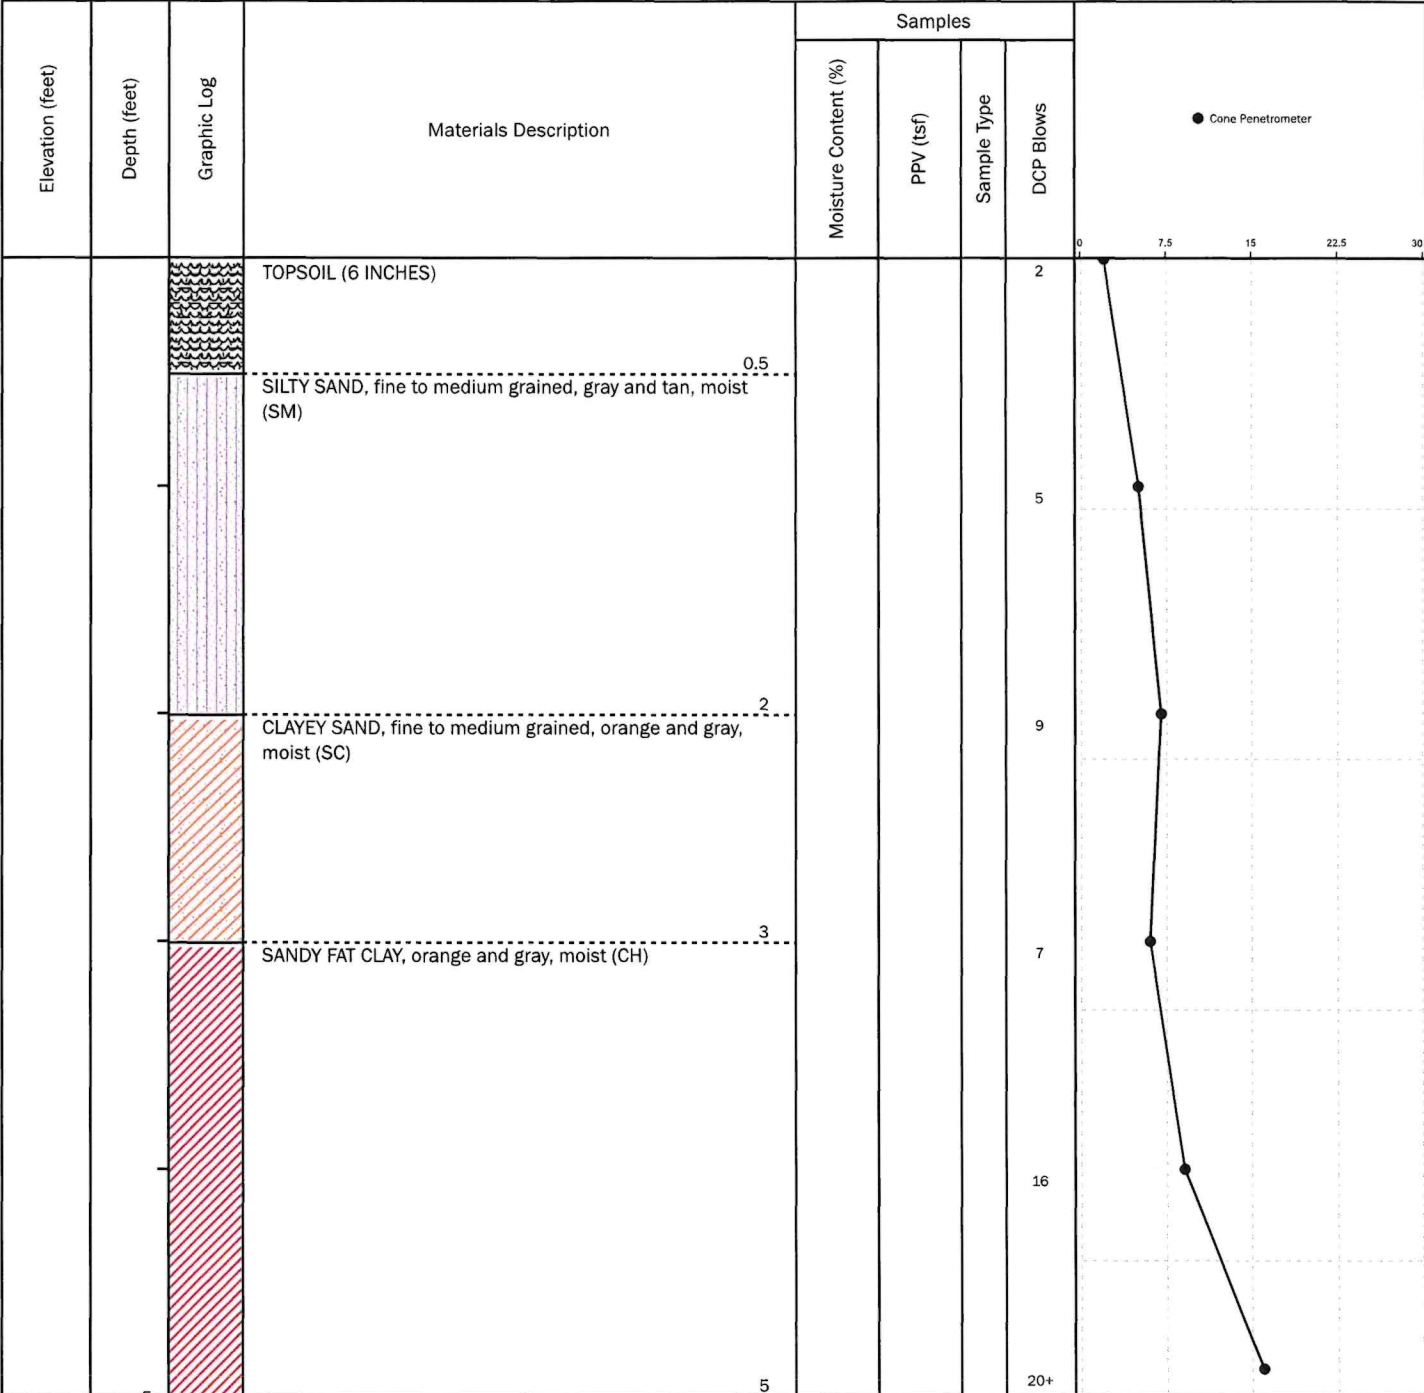 Samples
Elevation (feet)
Depth (feet)
Graphic Log
Materials Description
Moisture Content (%)
PPV (tsf)
Sample Type
DCP Blows
Cone Penetrometer
0 7.5 15 22.5 30
TOPSOIL (6 INCHES)
2
0.5
SILTY SAND, fine to medium grained, gray and tan, moist
(SM)
5
2
CLAYEY SAND, fine to medium grained, orange and gray,
moist (SC)
9
3
SANDY FAT CLAY, orange and gray, moist (CH)
7
16
20+
5